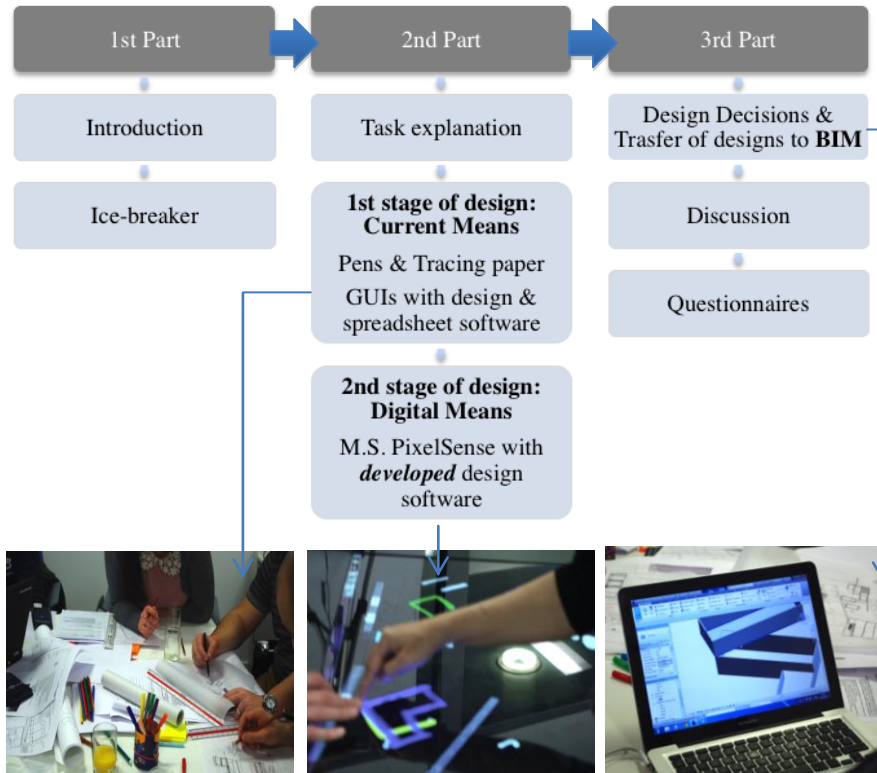 1st Part
Introduction
Ice-breaker
2nd Part
Task explanation
1st stage of design:
Current Means
Pens & Tracing paper
GUIs with design &
spreadsheet software
2nd stage of design:
Digital Means
M.S. PixelSense with
developed design
software
3rd Part
Design Decisions &
Trasfer of designs to BIM
Discussion
Questionnaires